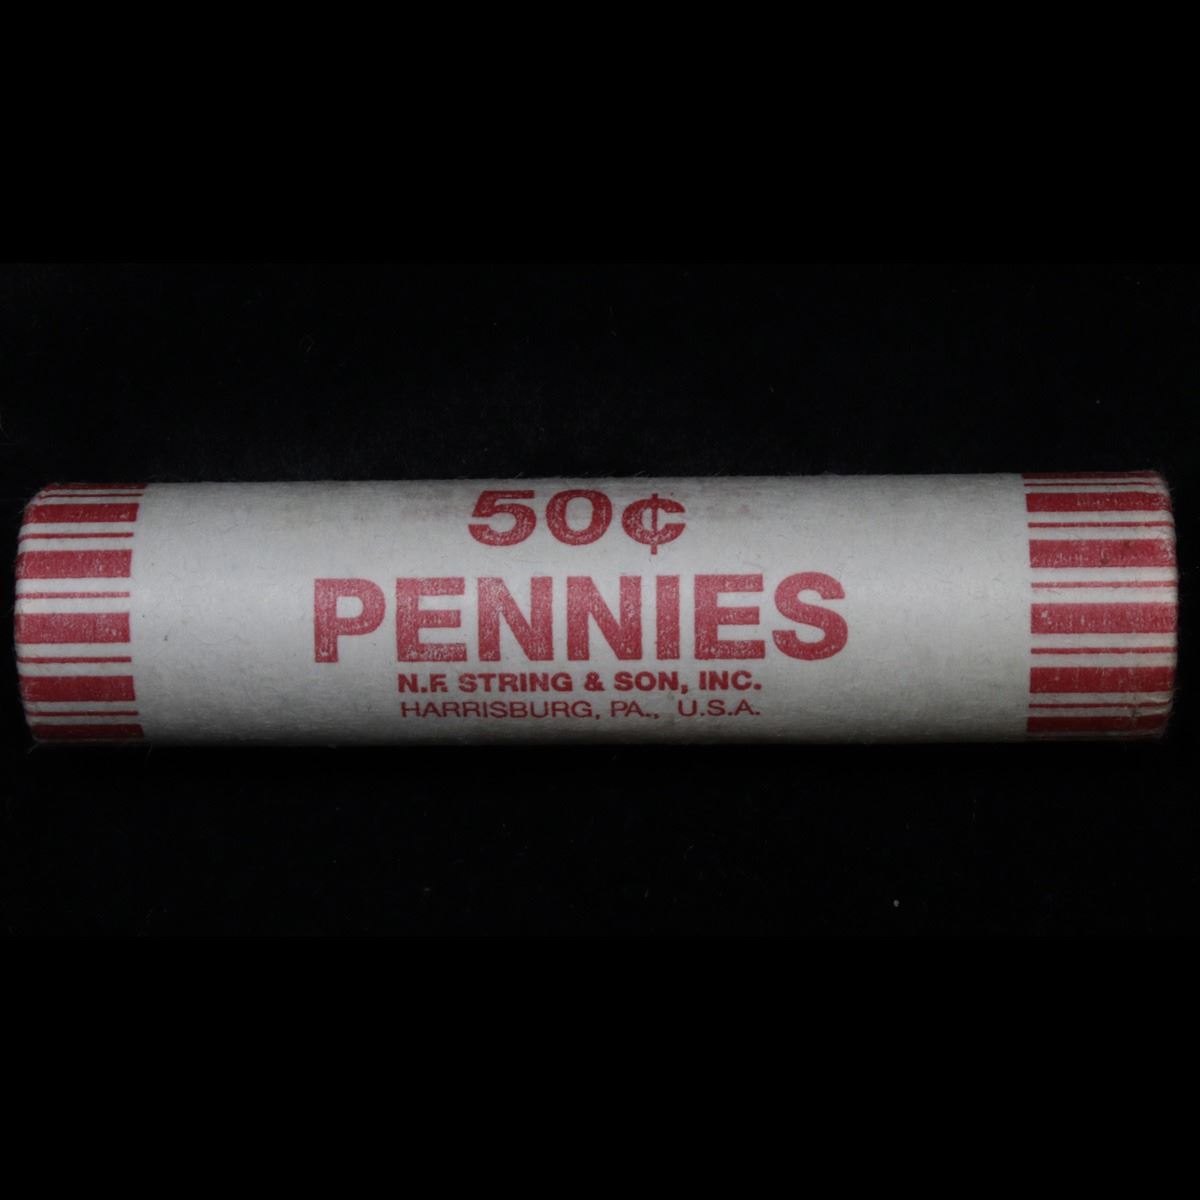 50¢
PENNIES
N.F. STRING & SON, INC.
HARRISBURG, PA., U.S.A.